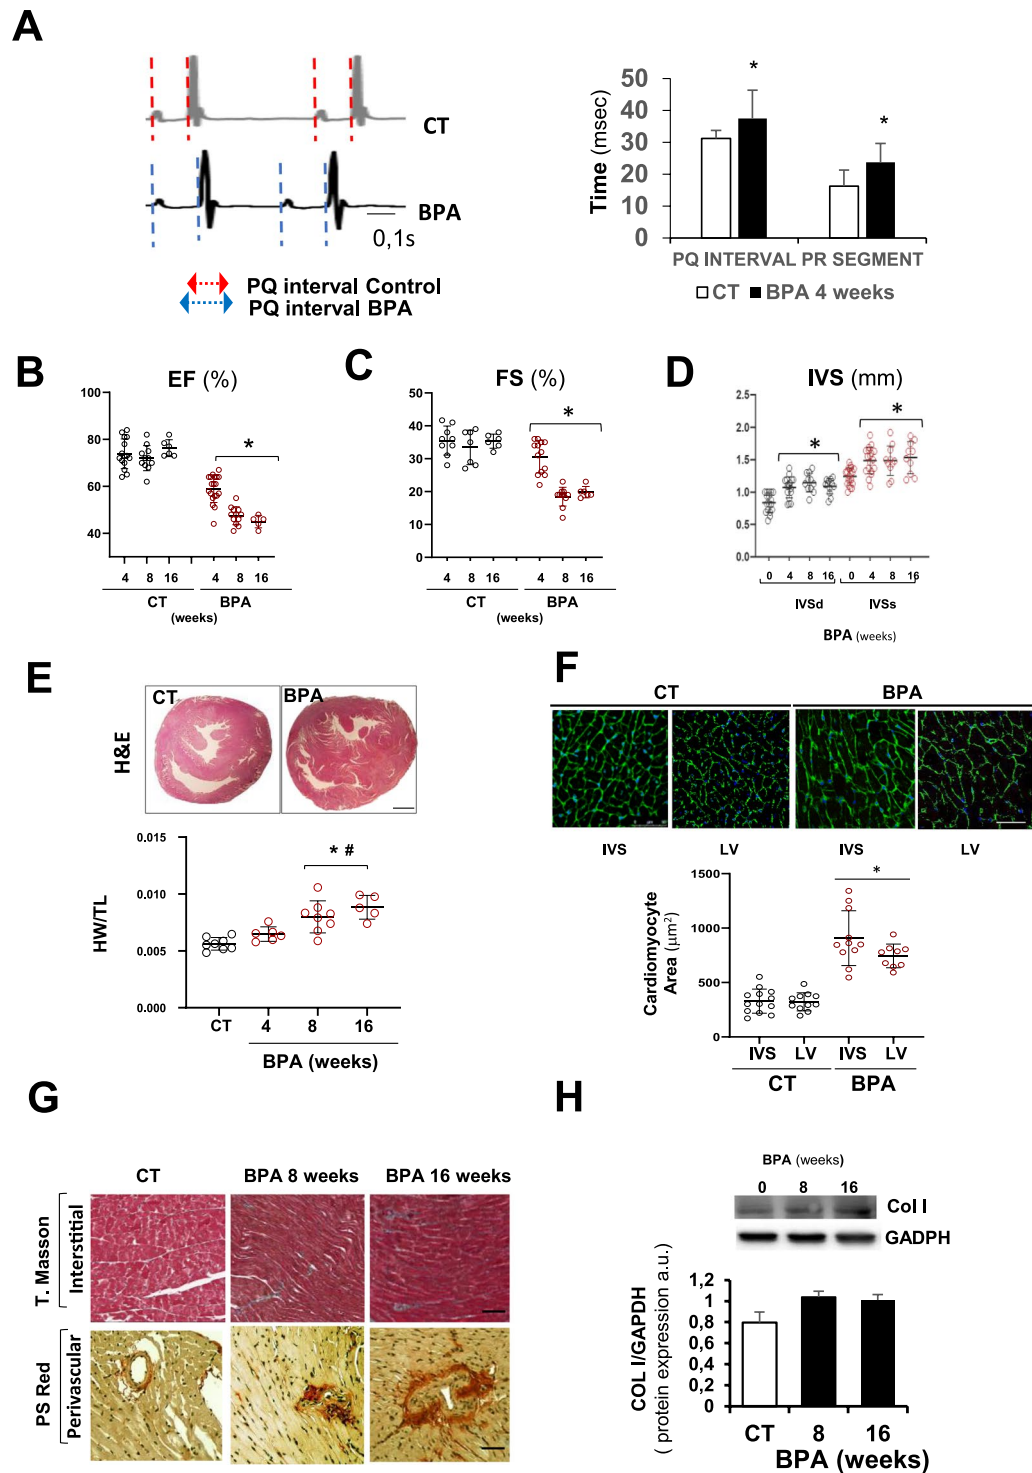 A
CT
BPA
0,1s
PQ interval Control
PQ interval BPA
Time (msec)
50
40
30
20
10
0
*
*
PQ INTERVAL PR SEGMENT
CT BPA 4 weeks
B
EF (%)
100
80
60
40
*
4 8 16 4 8 16
CT BPA
(weeks)
C
FS (%)
50
40
30
20
10
0
*
4 8 16 4 8 16
CT BPA
(weeks)
D
IVS (mm)
2.5
2.0
1.5
1.0
0.5
0.0
*
*
0 4 8 16 0 4 8 16
IVSd IVSs
BPA (weeks)
E
H&E
CT
BPA
HW/TL
0.015
0.010
0.005
0.000
* #
CT 4 8 16
BPA (weeks)
F
CT BPA
IVS LV IVS LV
Cardiomyocyte
Area (µm²)
1500
1000
500
0
*
IVS LV IVS LV
CT BPA
G
CT BPA 8 weeks BPA 16 weeks
T. Masson
Interstitial
PS Red
Perivascular
H
BPA (weeks)
0 8 16
Col I
GADPH
COL I/GAPDH
( protein expression a.u.)
1,2
1
0,8
0,6
0,4
0,2
0
CT 8 16
BPA (weeks)